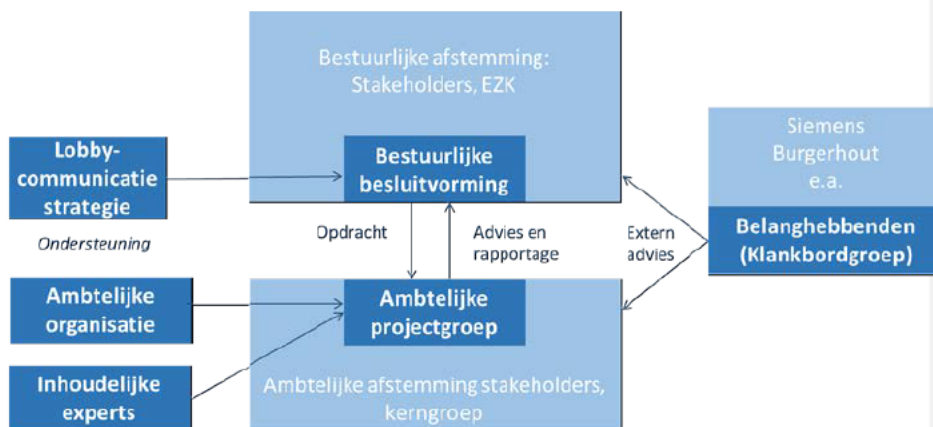 Bestuurlijke afstemming:
Stakeholders, EZK
Bestuurlijke
besluitvorming
Lobby-
communicatie
strategie
Ondersteuning
Opdracht
Advies en
rapportage
Extern
advies
Siemens
Burgerhout
e.a.
Belanghebbenden
(Klankbordgroep)
Ambtelijke
organisatie
Ambtelijke
projectgroep
Inhoudelijke
experts
Ambtelijke afstemming stakeholders,
kerngroep